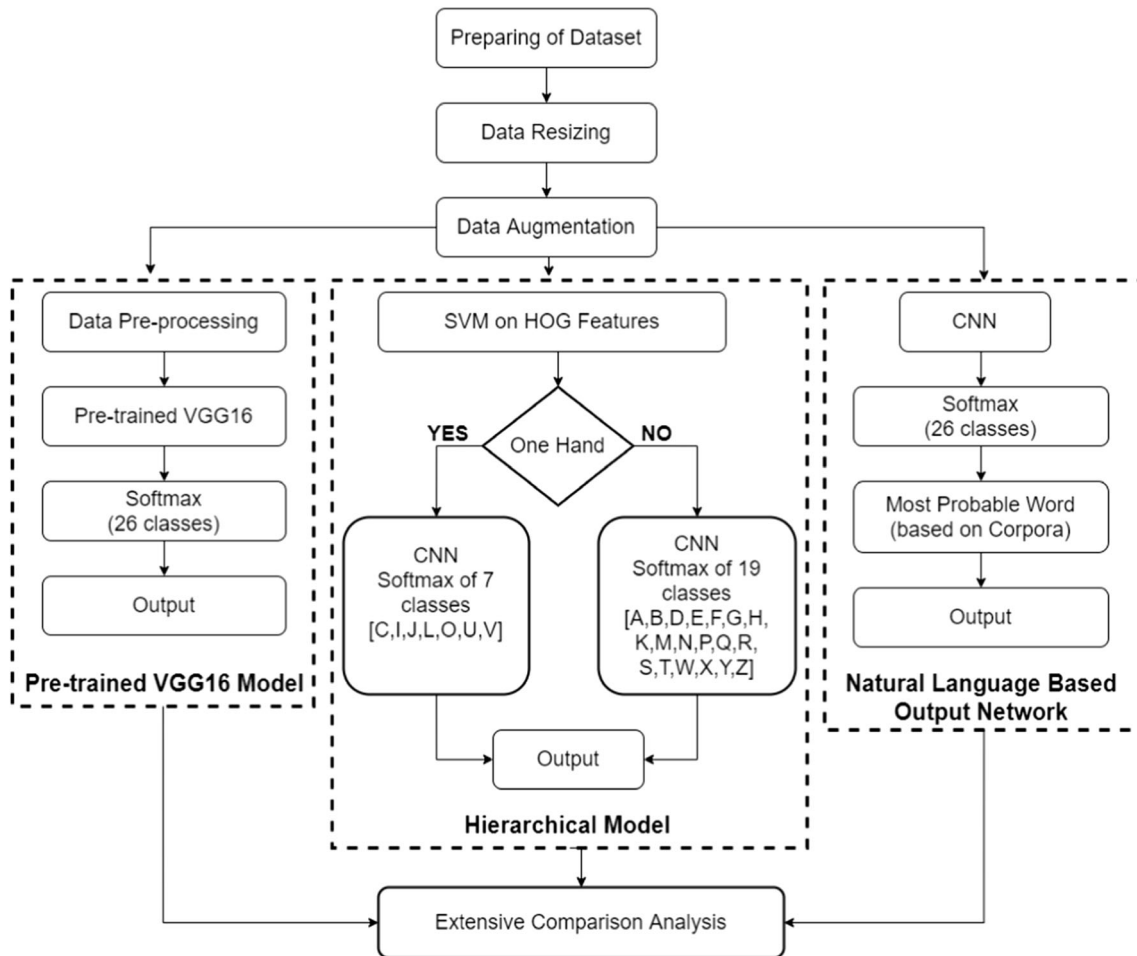 Preparing of Dataset
Data Resizing
Data Augmentation
Data Pre-processing
Pre-trained VGG16
Softmax
(26 classes)
Output
Pre-trained VGG16 Model
SVM on HOG Features
One Hand
YES
NO
CNN
Softmax of 7
classes
[C,I,J,L,O,U,V]
CNN
Softmax of 19
classes
[A,B,D,E,F,G,H,
K,M,N,P,Q,R,
S,T,W,X,Y,Z]
Output
Hierarchical Model
CNN
Softmax
(26 classes)
Most Probable Word
(based on Corpora)
Output
Natural Language Based
Output Network
Extensive Comparison Analysis